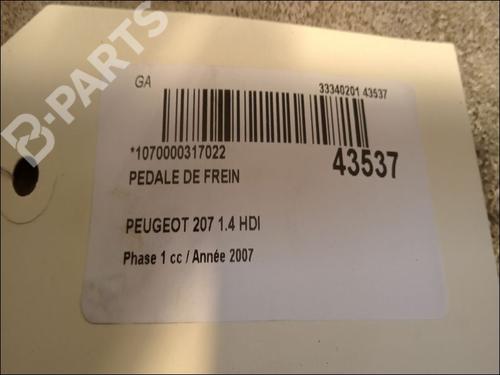 B-PARTS
GA
33340201 43537
*1070000317022
43537
PEDALE DE FREIN
PEUGEOT 207 1.4 HDI
Phase 1 cc / Année 2007